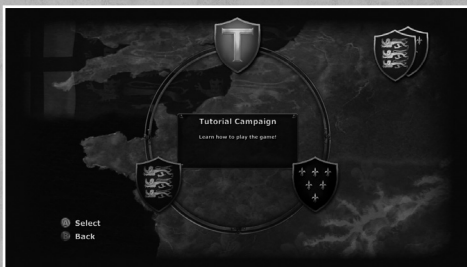 T
Tutorial Campaign
Learn how to play the game!
A Select
B Back